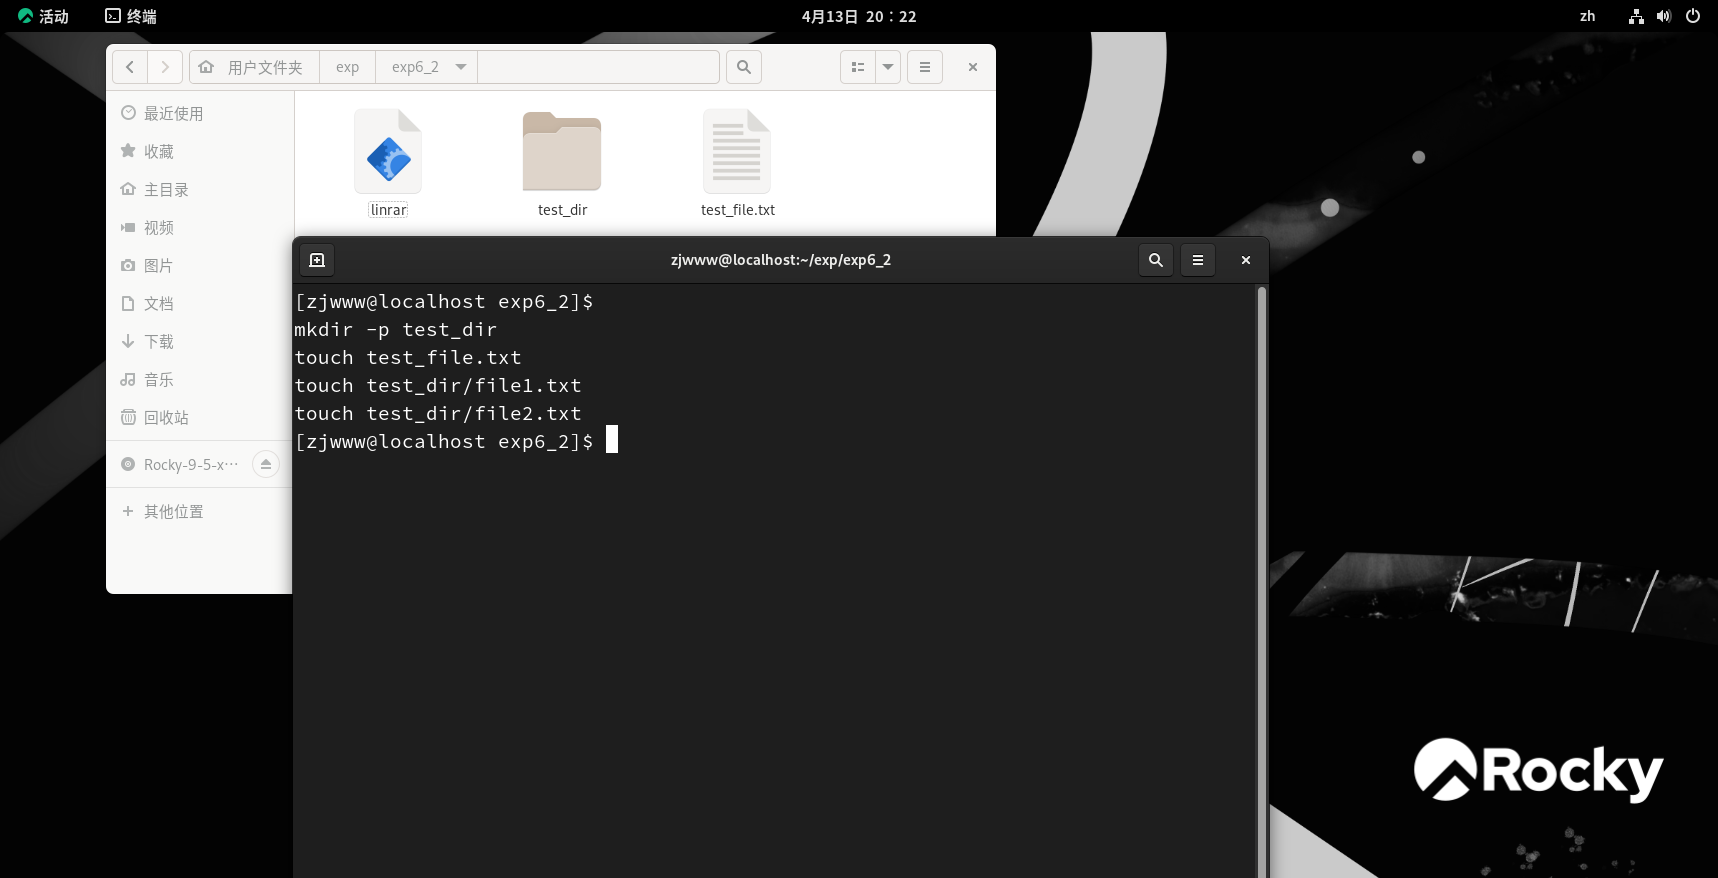 活动
终端
4月13日 20：22
zh
用户文件夹
exp
exp6_2
最近使用
收藏
主目录
视频
图片
文档
下载
音乐
回收站
Rocky-9-5-x…
其他位置
linrar
test_dir
test_file.txt
zjwww@localhost:~/exp/exp6_2
[zjwww@localhost exp6_2]$
mkdir -p test_dir
touch test_file.txt
touch test_dir/file1.txt
touch test_dir/file2.txt
[zjwww@localhost exp6_2]$
Rocky